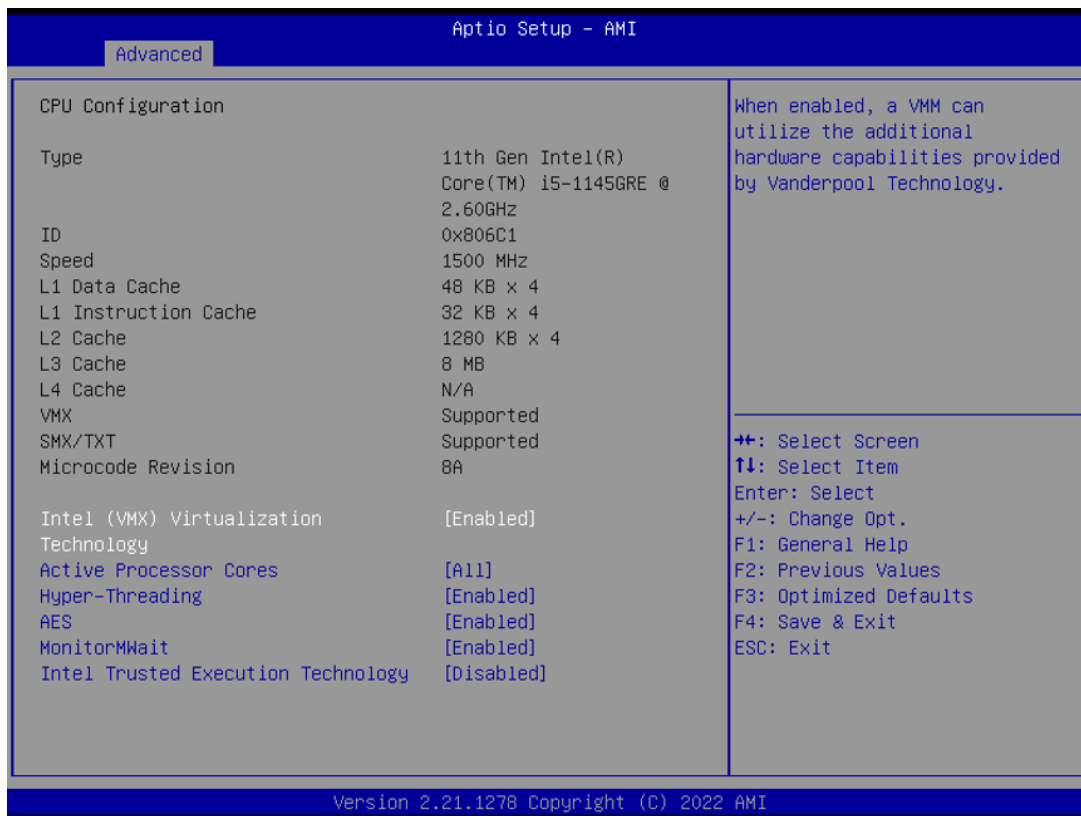 Aptio Setup – AMI
Advanced
CPU Configuration
Type 11th Gen Intel(R)
Core(TM) i5-1145GRE @
2.60GHz
ID 0x806C1
Speed 1500 MHz
L1 Data Cache 48 KB x 4
L1 Instruction Cache 32 KB x 4
L2 Cache 1280 KB x 4
L3 Cache 8 MB
L4 Cache N/A
VMX Supported
SMX/TXT Supported
Microcode Revision 8A
Intel (VMX) Virtualization [Enabled]
Technology
Active Processor Cores [All]
Hyper-Threading [Enabled]
AES [Enabled]
MonitorMWait [Enabled]
Intel Trusted Execution Technology [Disabled]
When enabled, a VMM can
utilize the additional
hardware capabilities provided
by Vanderpool Technology.
→←: Select Screen
↑↓: Select Item
Enter: Select
+/-: Change Opt.
F1: General Help
F2: Previous Values
F3: Optimized Defaults
F4: Save & Exit
ESC: Exit
Version 2.21.1278 Copyright (C) 2022 AMI